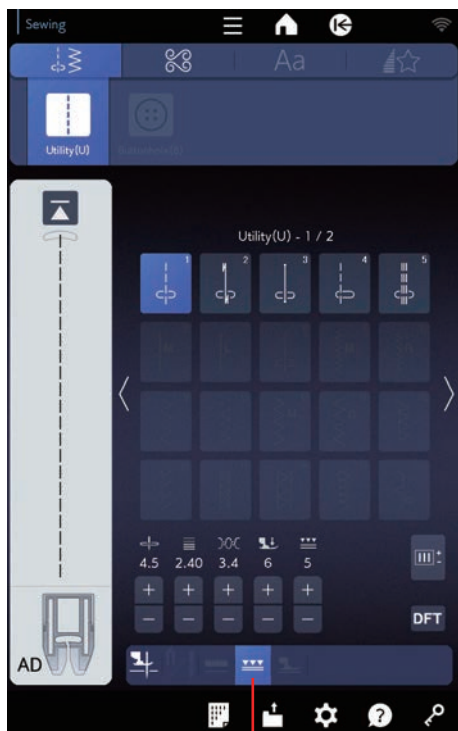 Sewing
Aa
Utility(U)
Utility(U) - 1 / 2
1 2 3 4 5
4.5 2.40 3.4 6 5
+ + + + +
− − − − −
DFT
AD
?